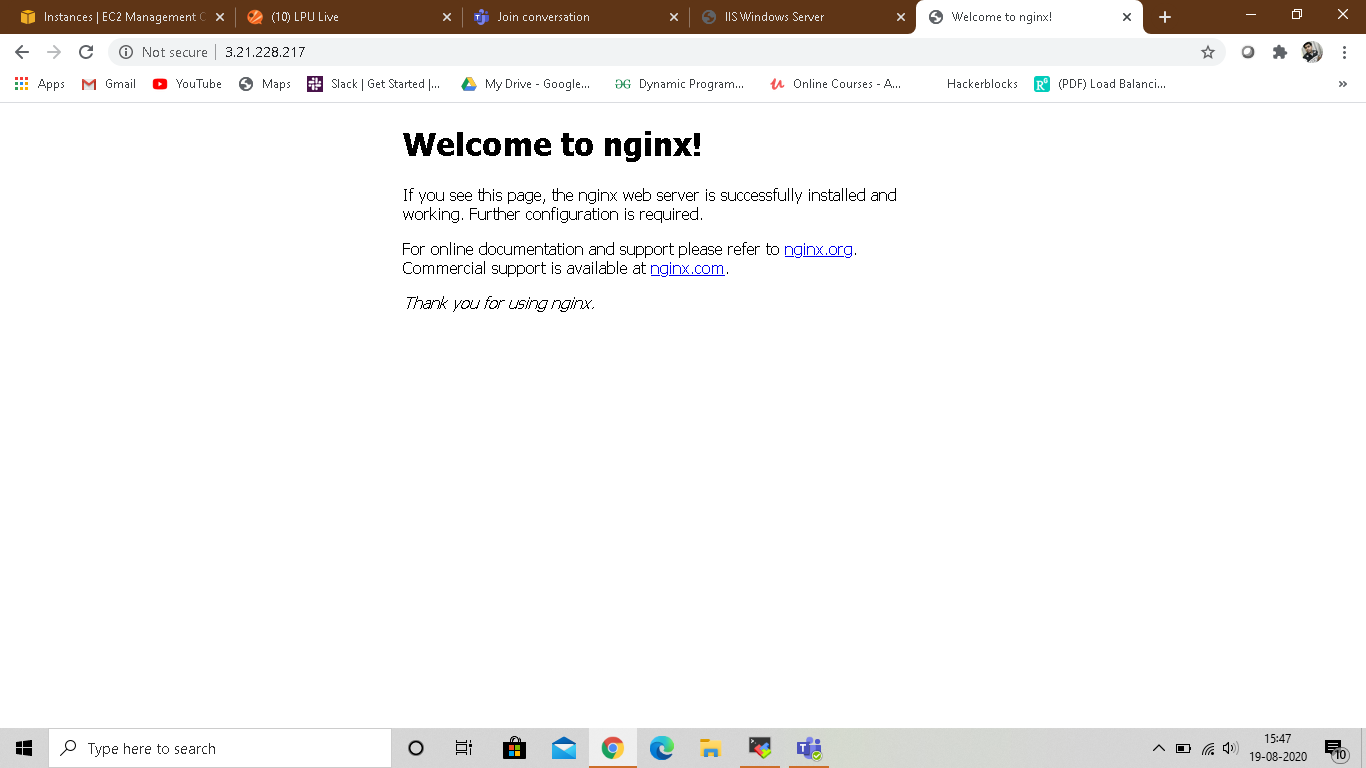 Instances | EC2 Management C
(10) LPU Live
Join conversation
IIS Windows Server
Welcome to nginx!
Not secure
3.21.228.217
Apps
Gmail
YouTube
Maps
Slack | Get Started |...
My Drive - Google...
Dynamic Program...
Online Courses - A...
Hackerblocks
(PDF) Load Balanci...
Welcome to nginx!
If you see this page, the nginx web server is successfully installed and
working. Further configuration is required.
For online documentation and support please refer to nginx.org.
Commercial support is available at nginx.com.
Thank you for using nginx.
Type here to search
15:47
19-08-2020
10